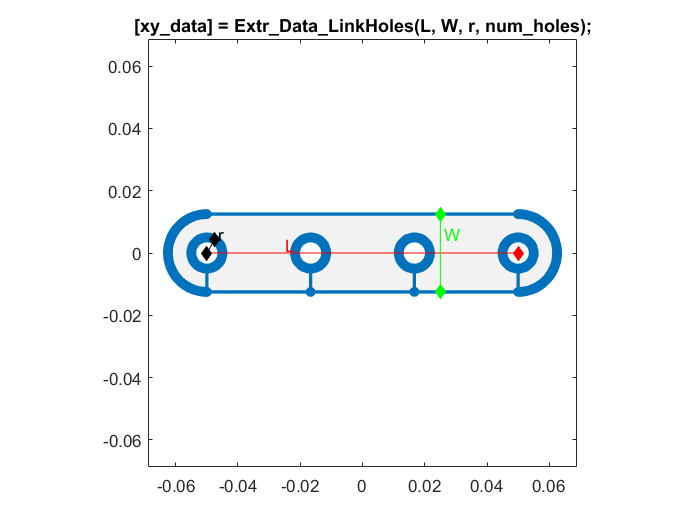 [xy_data] = Extr_Data_LinkHoles(L, W, r, num_holes);
0.06
0.04
0.02
r
W
L
0
-0.02
-0.04
-0.06
-0.06 -0.04 -0.02 0 0.02 0.04 0.06